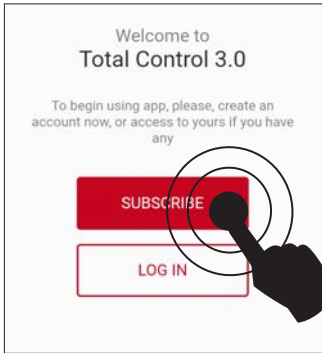 Welcome to
Total Control 3.0
To begin using app, please, create an
account now, or access to yours if you have
any
SUBSCRIBE
LOG IN